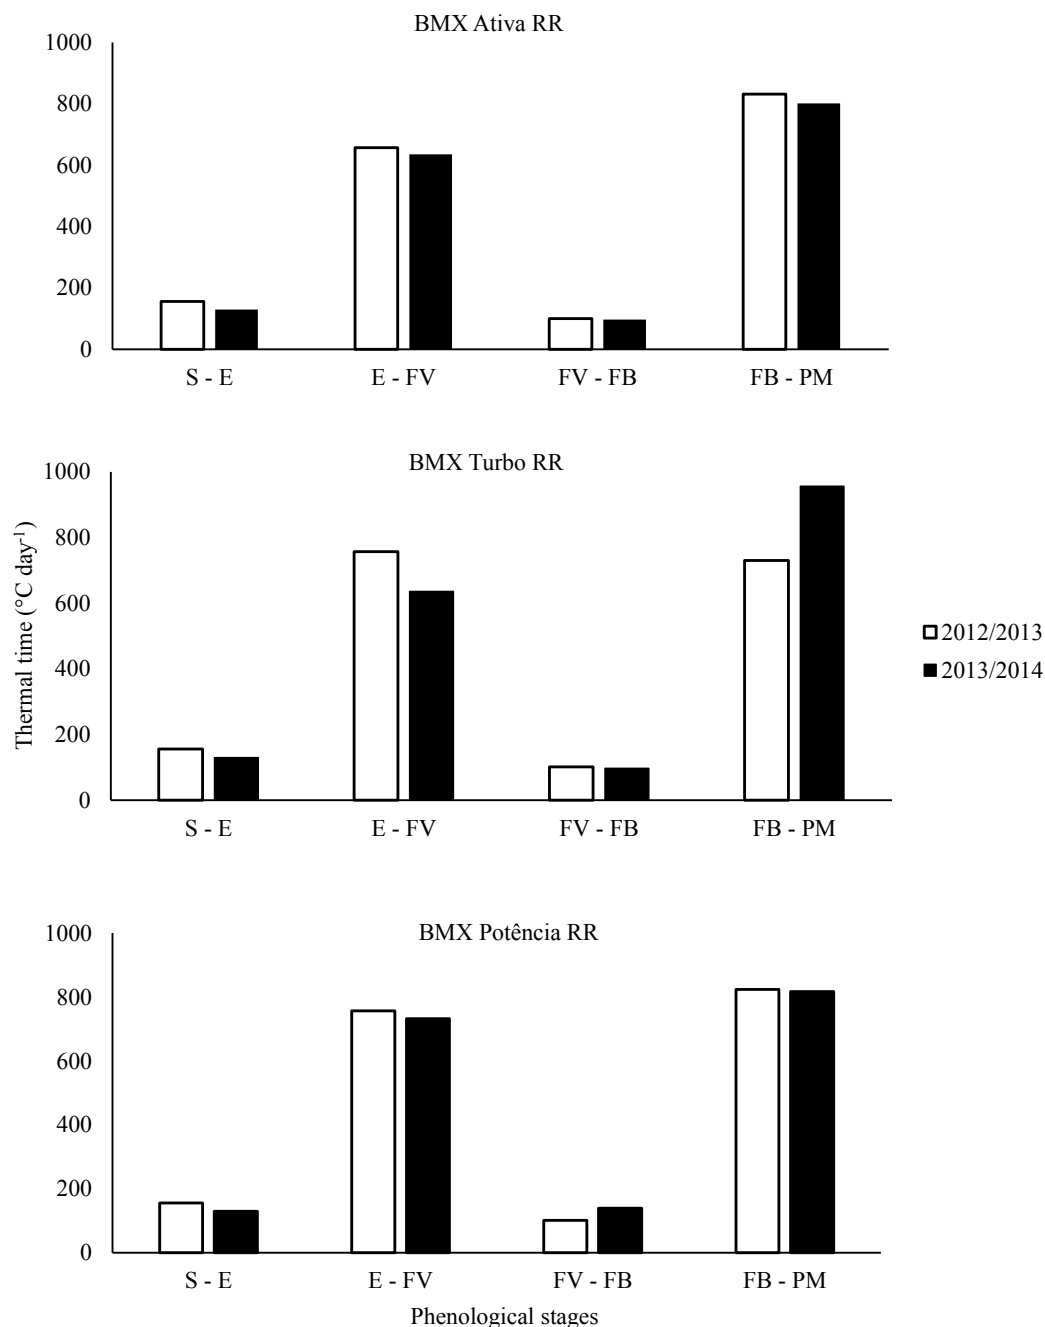 BMX Ativa RR
1000
800
600
400
200
0
S - E E - FV FV - FB FB - PM
BMX Turbo RR
1000
800
600
400
200
0
S - E E - FV FV - FB FB - PM
Thermal time (°C day⁻¹)
2012/2013
2013/2014
BMX Potência RR
1000
800
600
400
200
0
S - E E - FV FV - FB FB - PM
Phenological stages